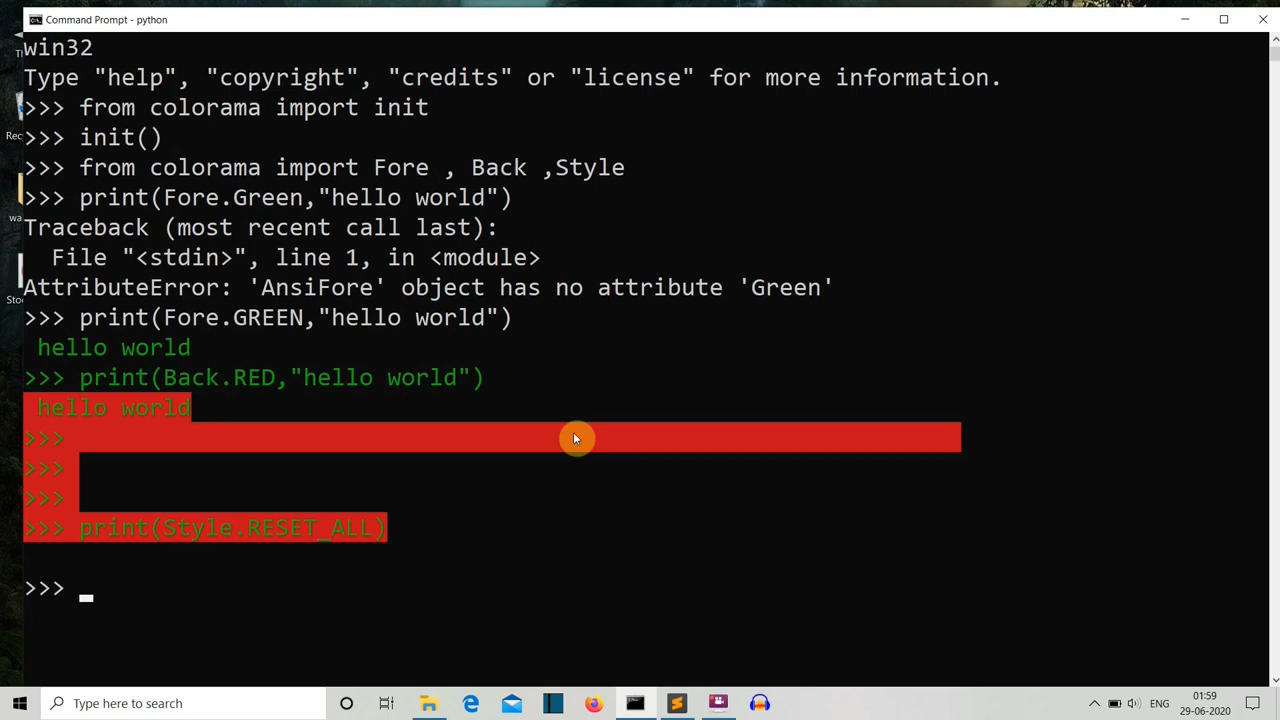 Command Prompt - python
win32
Type "help", "copyright", "credits" or "license" for more information.
>>> from colorama import init
>>> init()
>>> from colorama import Fore , Back ,Style
>>> print(Fore.Green,"hello world")
Traceback (most recent call last):
  File "<stdin>", line 1, in <module>
AttributeError: 'AnsiFore' object has no attribute 'Green'
>>> print(Fore.GREEN,"hello world")
 hello world
>>> print(Back.RED,"hello world")
 hello world
>>>
>>>
>>>
>>> print(Style.RESET_ALL)
>>>
Type here to search
ENG
01:59
29-06-2020